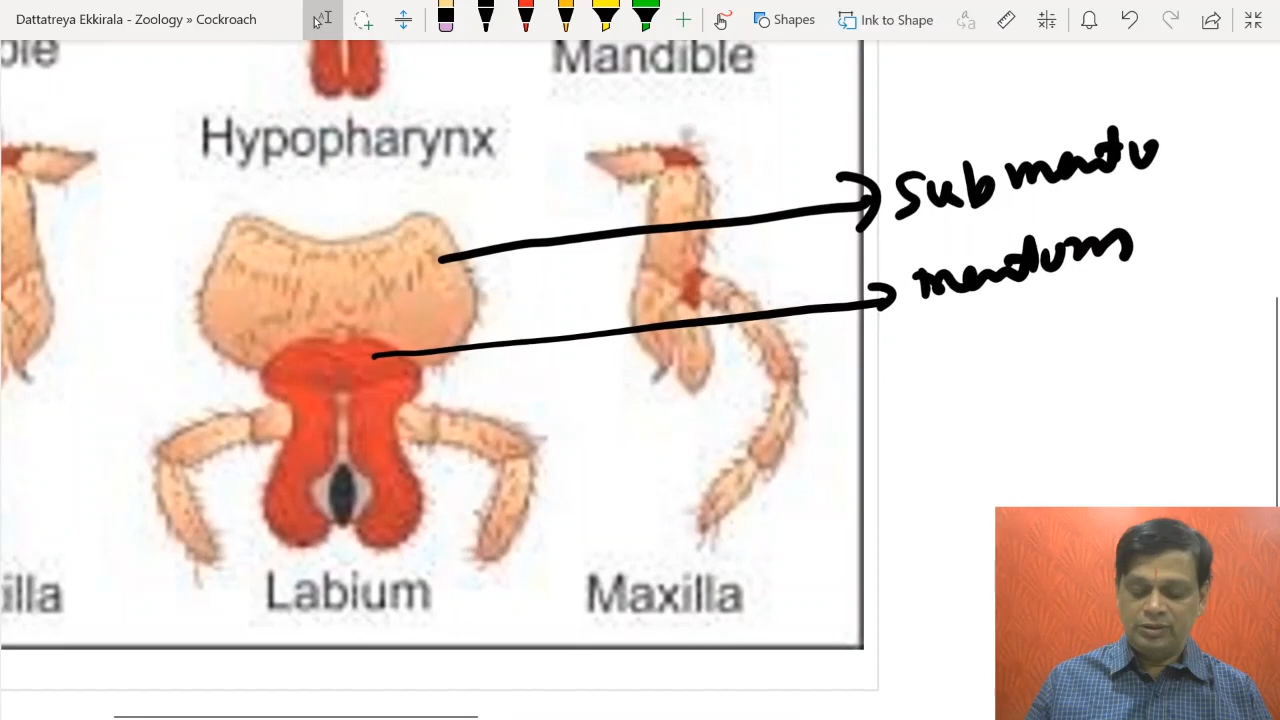 Dattatreya Ekkirala - Zoology » Cockroach
Shapes
Ink to Shape
Mandible
Hypopharynx
Submentu
mentum
illa
Labium
Maxilla